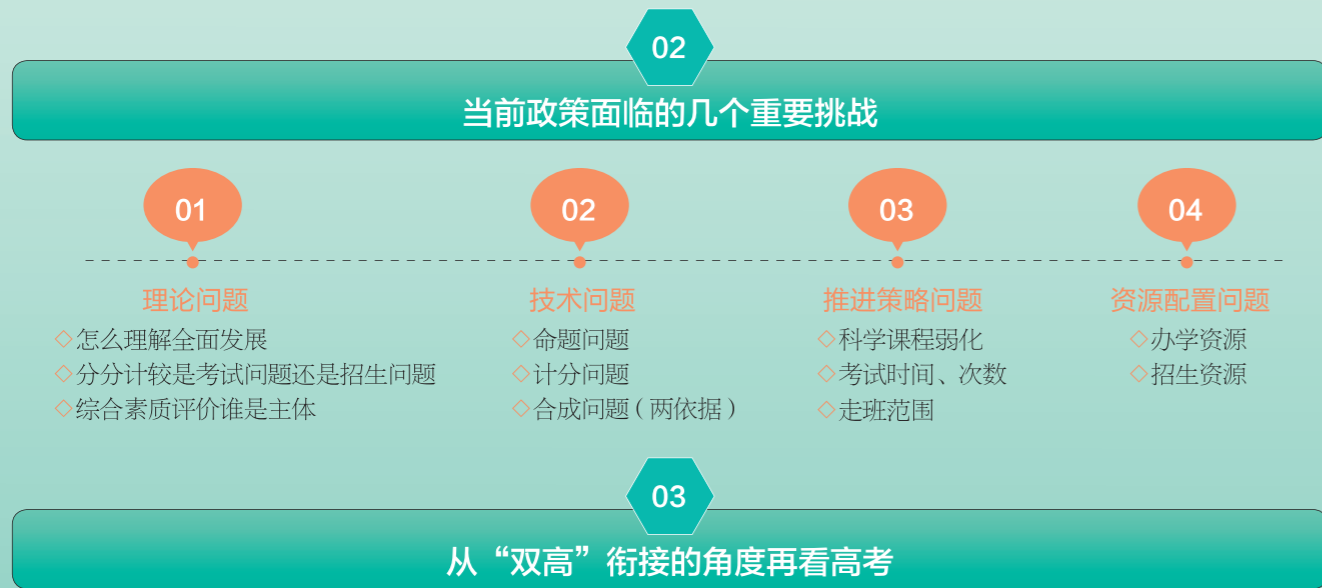 02
当前政策面临的几个重要挑战
01
理论问题
◇怎么理解全面发展
◇分分计较是考试问题还是招生问题
◇综合素质评价谁是主体
02
技术问题
◇命题问题
◇计分问题
◇合成问题（两依据）
03
推进策略问题
◇科学课程弱化
◇考试时间、次数
◇走班范围
04
资源配置问题
◇办学资源
◇招生资源
03
从“双高”衔接的角度再看高考